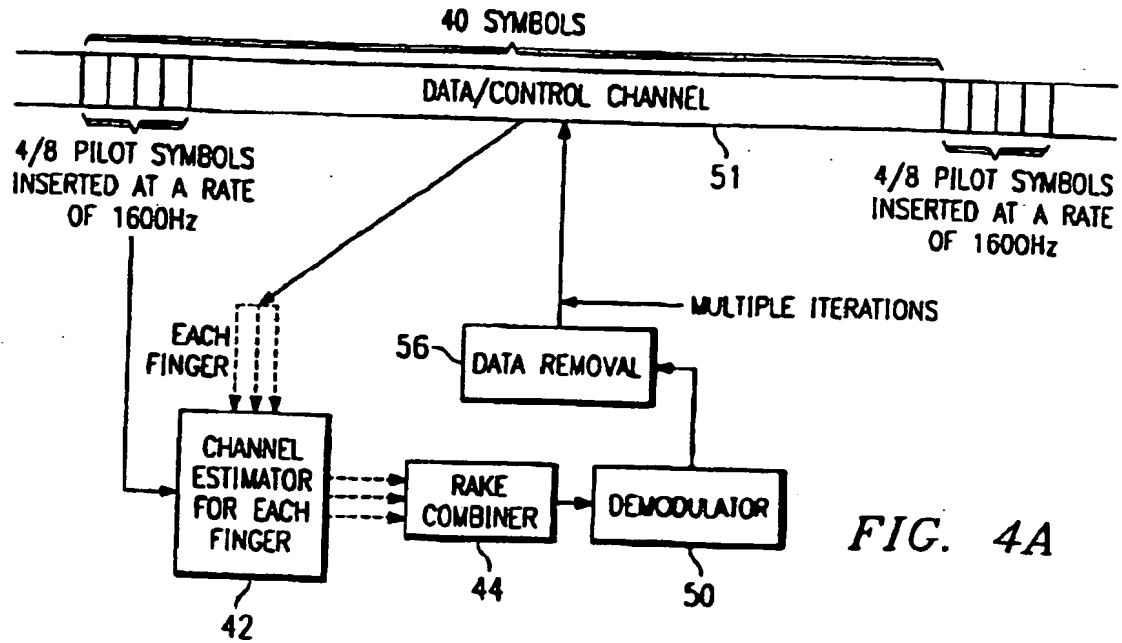 40 SYMBOLS
DATA/CONTROL CHANNEL
4/8 PILOT SYMBOLS
INSERTED AT A RATE
OF 1600Hz
51
4/8 PILOT SYMBOLS
INSERTED AT A RATE
OF 1600Hz
MULTIPLE ITERATIONS
EACH
FINGER
56
DATA REMOVAL
CHANNEL
ESTIMATOR
FOR EACH
FINGER
RAKE
COMBINER
DEMODULATOR
FIG. 4A
42
44
50